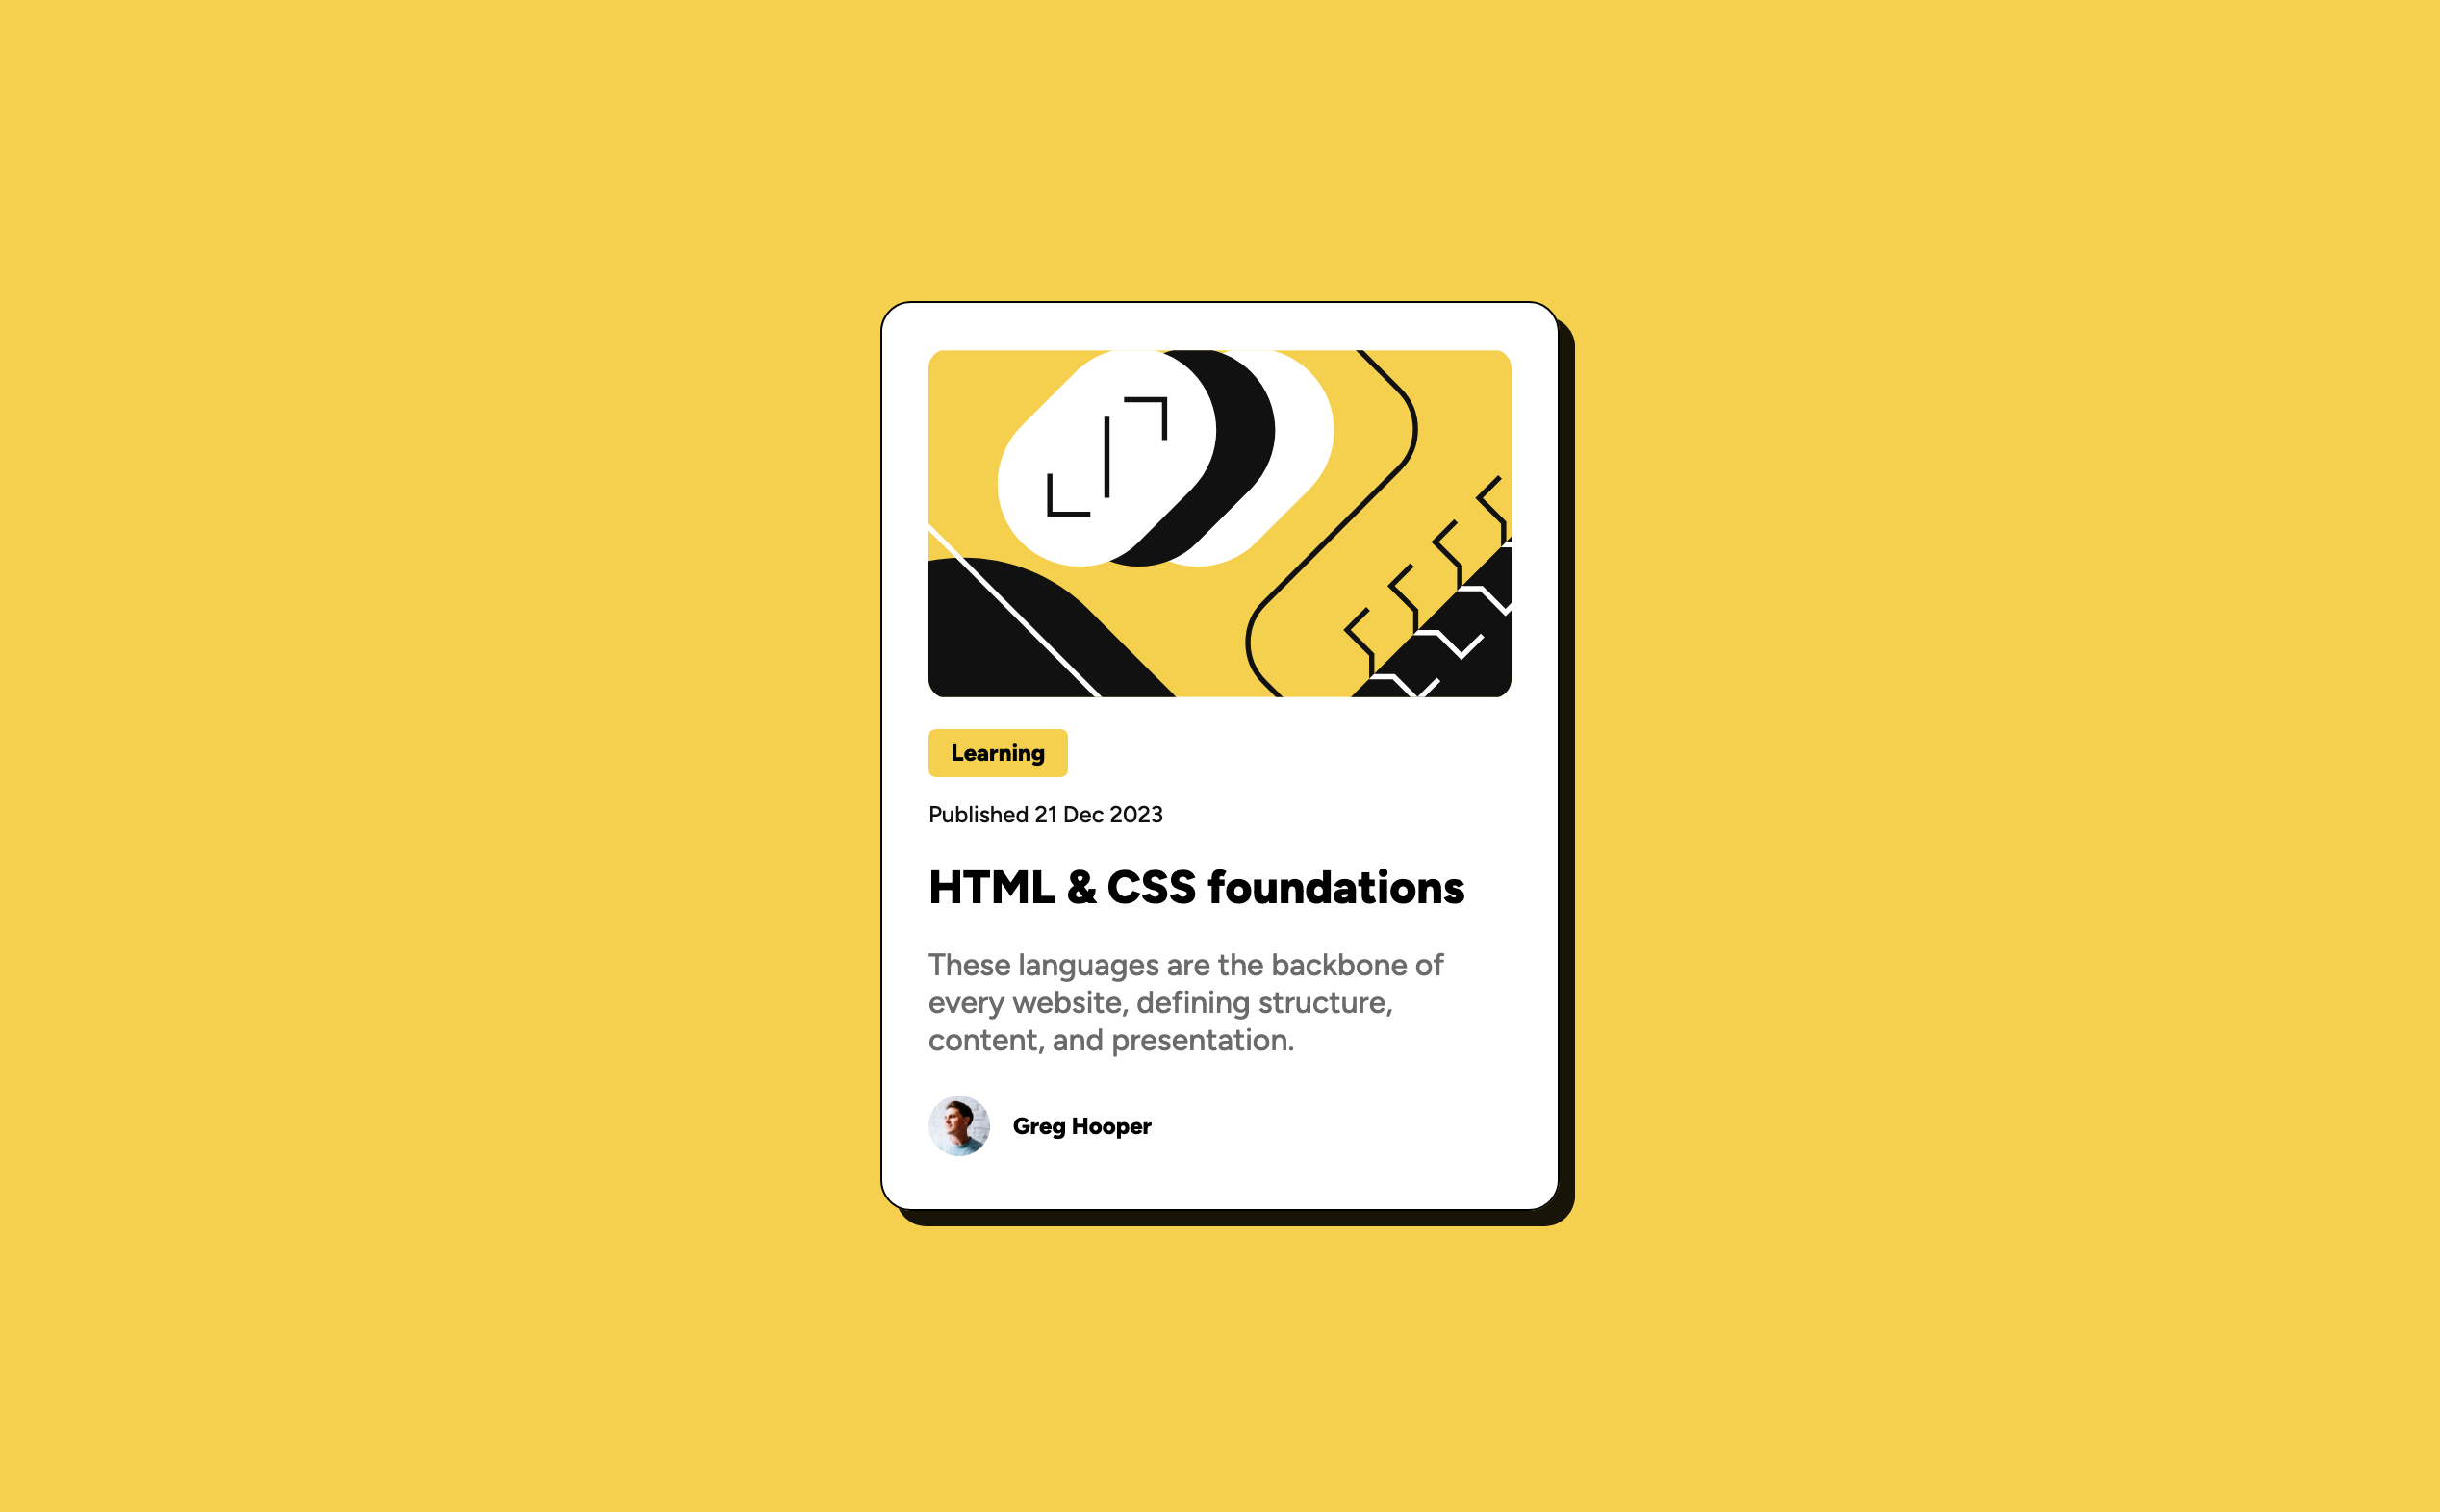 Learning
Published 21 Dec 2023
HTML & CSS foundations
These languages are the backbone of
every website, defining structure,
content, and presentation.
Greg Hooper